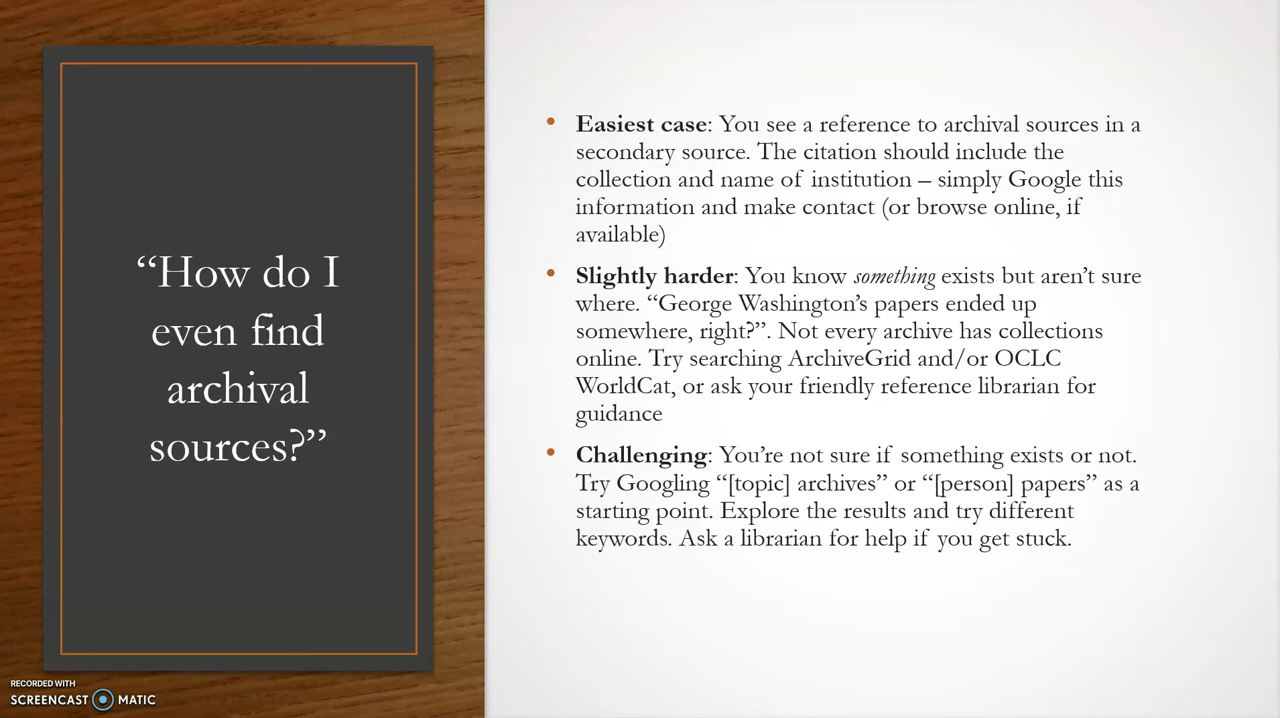 “How do I
even find
archival
sources?”
• Easiest case: You see a reference to archival sources in a
secondary source. The citation should include the
collection and name of institution – simply Google this
information and make contact (or browse online, if
available)
• Slightly harder: You know something exists but aren’t sure
where. “George Washington’s papers ended up
somewhere, right?”. Not every archive has collections
online. Try searching ArchiveGrid and/or OCLC
WorldCat, or ask your friendly reference librarian for
guidance
• Challenging: You’re not sure if something exists or not.
Try Googling “[topic] archives” or “[person] papers” as a
starting point. Explore the results and try different
keywords. Ask a librarian for help if you get stuck.
RECORDED WITH
SCREENCAST MATIC